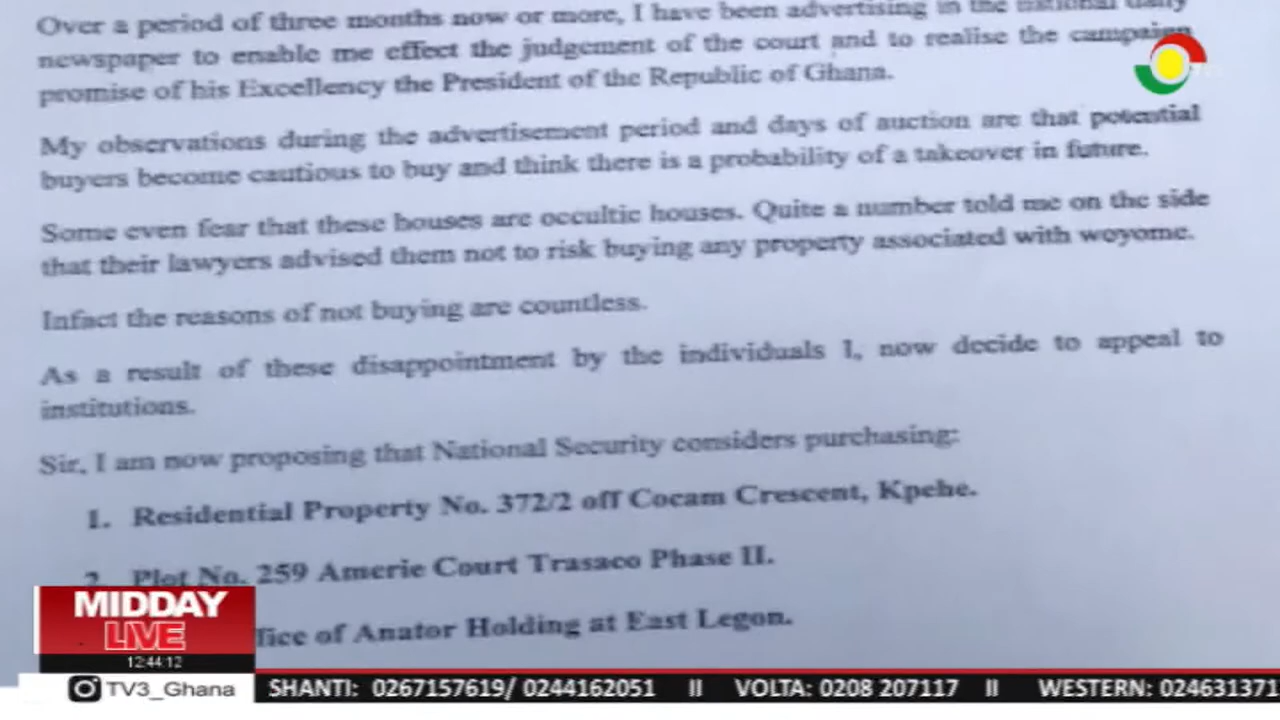 Over a period of three months now or more, I have been advertising in the national daily
newspaper to enable me effect the judgement of the court and to realise the campaign
promise of his Excellency the President of the Republic of Ghana.
My observations during the advertisement period and days of auction are that potential
buyers become cautious to buy and think there is a probability of a takeover in future.
Some even fear that these houses are occultic houses. Quite a number told me on the side
that their lawyers advised them not to risk buying any property associated with woyome.
Infact the reasons of not buying are countless.
As a result of these disappointment by the individuals I, now decide to appeal to
institutions.
Sir, I am now proposing that National Security considers purchasing:
1. Residential Property No. 372/2 off Cocam Crescent, Kpehe.
2. Plot No. 259 Amerie Court Trasaco Phase II.
fice of Anator Holding at East Legon.
MIDDAY
LIVE
12:44:12
TV3_Ghana
SHANTI: 0267157619/ 0244162051 II VOLTA: 0208 207117 II WESTERN: 024631371